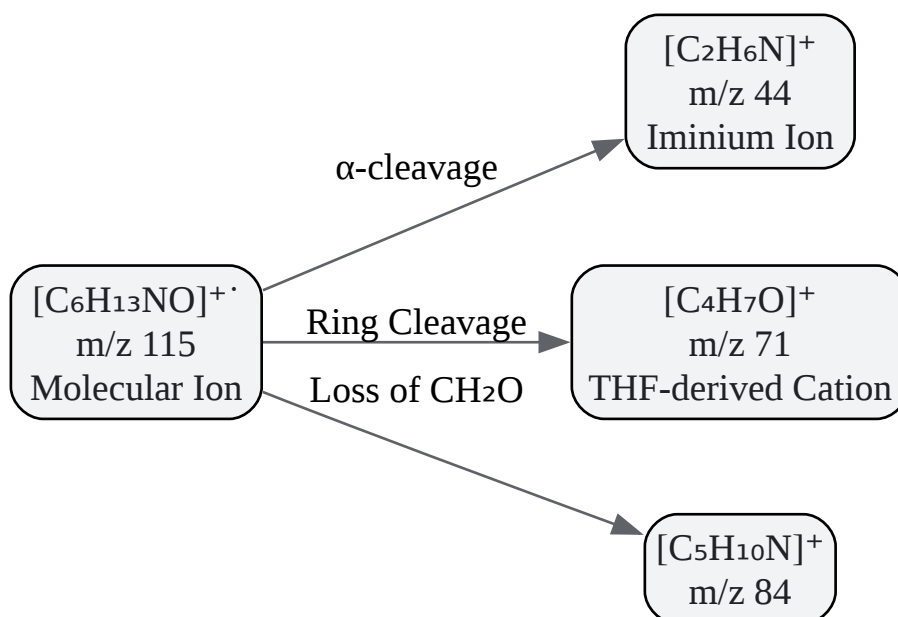 [C₂H₆N]⁺
m/z 44
Iminium Ion
α-cleavage
[C₆H₁₃NO]⁺˙
m/z 115
Molecular Ion
Ring Cleavage
[C₄H₇O]⁺
m/z 71
THF-derived Cation
Loss of CH₂O
[C₅H₁₀N]⁺
m/z 84